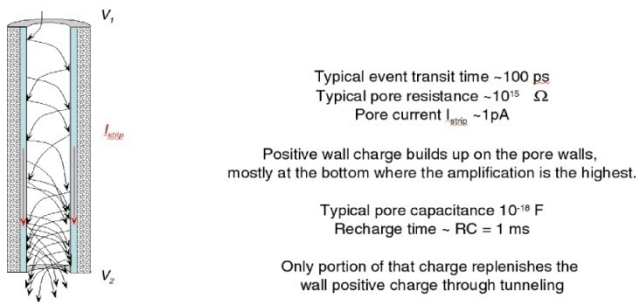 V1
Istrip
V2
Typical event transit time ~100 ps
Typical pore resistance ~10¹⁵ Ω
Pore current Istrip ~1pA
Positive wall charge builds up on the pore walls,
mostly at the bottom where the amplification is the highest.
Typical pore capacitance 10⁻¹⁸ F
Recharge time ~ RC = 1 ms
Only portion of that charge replenishes the
wall positive charge through tunneling